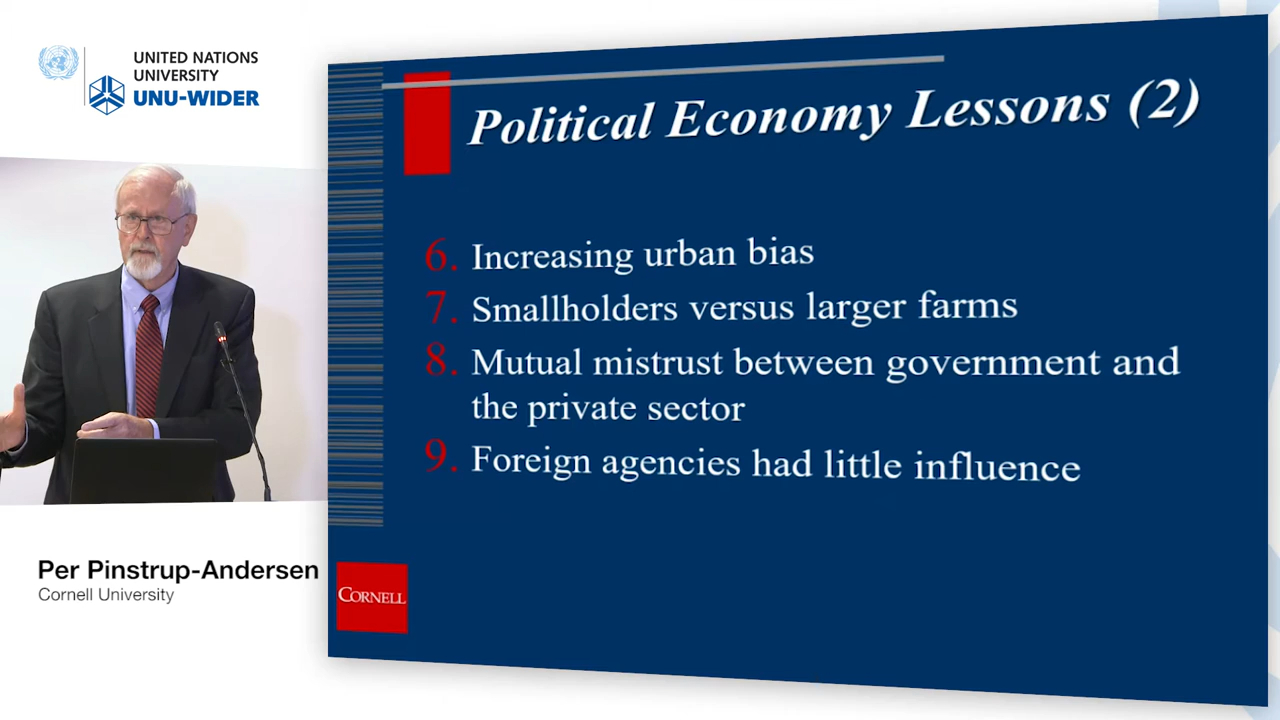 UNITED NATIONS
UNIVERSITY
UNU-WIDER
Political Economy Lessons (2)
6. Increasing urban bias
7. Smallholders versus larger farms
8. Mutual mistrust between government and
the private sector
9. Foreign agencies had little influence
Per Pinstrup-Andersen
Cornell University
CORNELL